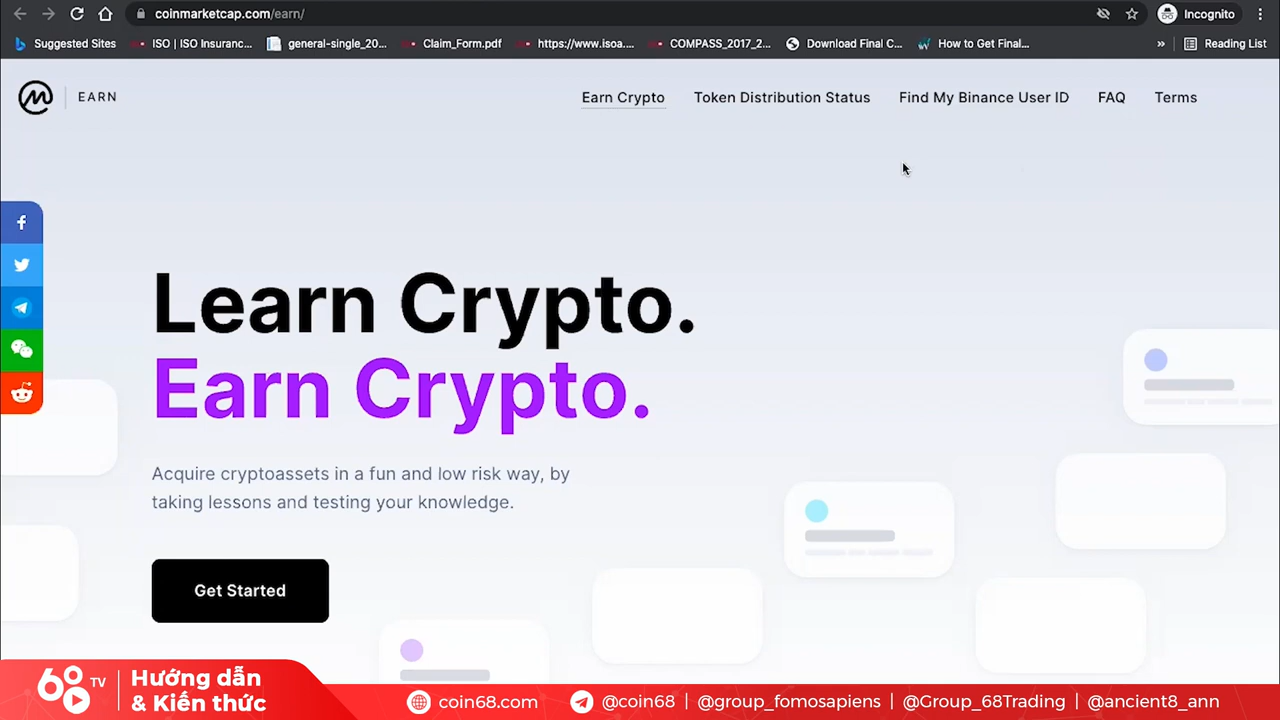 coinmarketcap.com/earn/
Incognito
Suggested Sites
ISO | ISO Insuranc...
general-single_20...
Claim_Form.pdf
https://www.isoa....
COMPASS_2017_2...
Download Final C...
How to Get Final...
»
Reading List
EARN
Earn Crypto
Token Distribution Status
Find My Binance User ID
FAQ
Terms
Learn Crypto.
Earn Crypto.
Acquire cryptoassets in a fun and low risk way, by
taking lessons and testing your knowledge.
Get Started
68 TV
Hướng dẫn
& Kiến thức
coin68.com
@coin68 | @group_fomosapiens | @Group_68Trading | @ancient8_ann